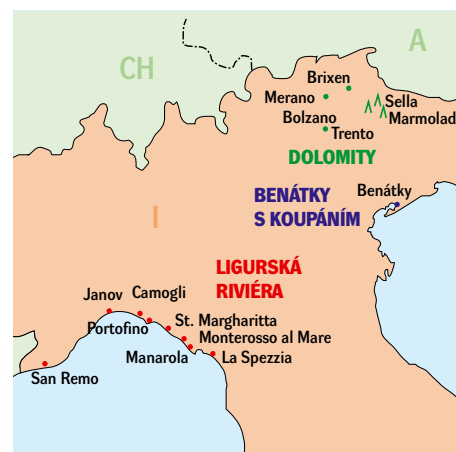 CH
A
Brixen
Merano
Sella
Marmolad
Bolzano
Trento
DOLOMITY
BENÁTKY
S KOUPÁNÍM
Benátky
I
LIGURSKÁ
RIVIÉRA
Janov
Camogli
Portofino
St. Margharitta
Monterosso al Mare
Manarola
La Spezzia
San Remo